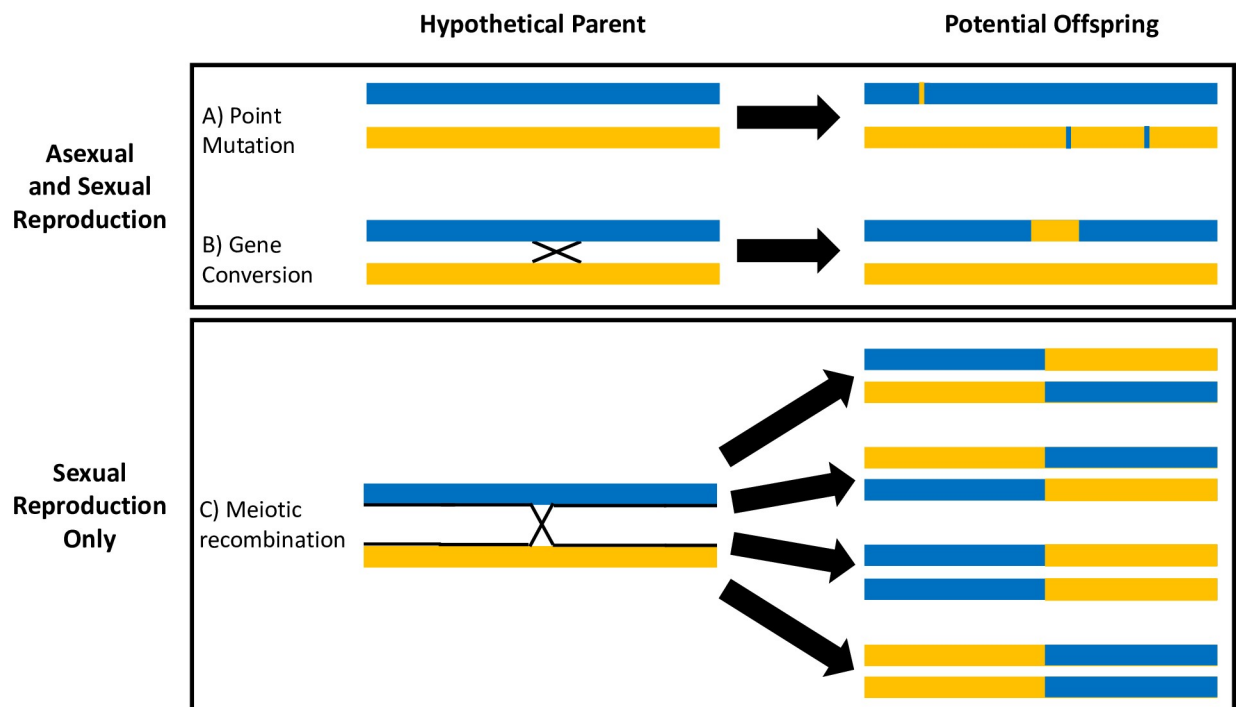 Hypothetical Parent
Potential Offspring
Asexual
and Sexual
Reproduction
A) Point
Mutation
B) Gene
Conversion
Sexual
Reproduction
Only
C) Meiotic
recombination